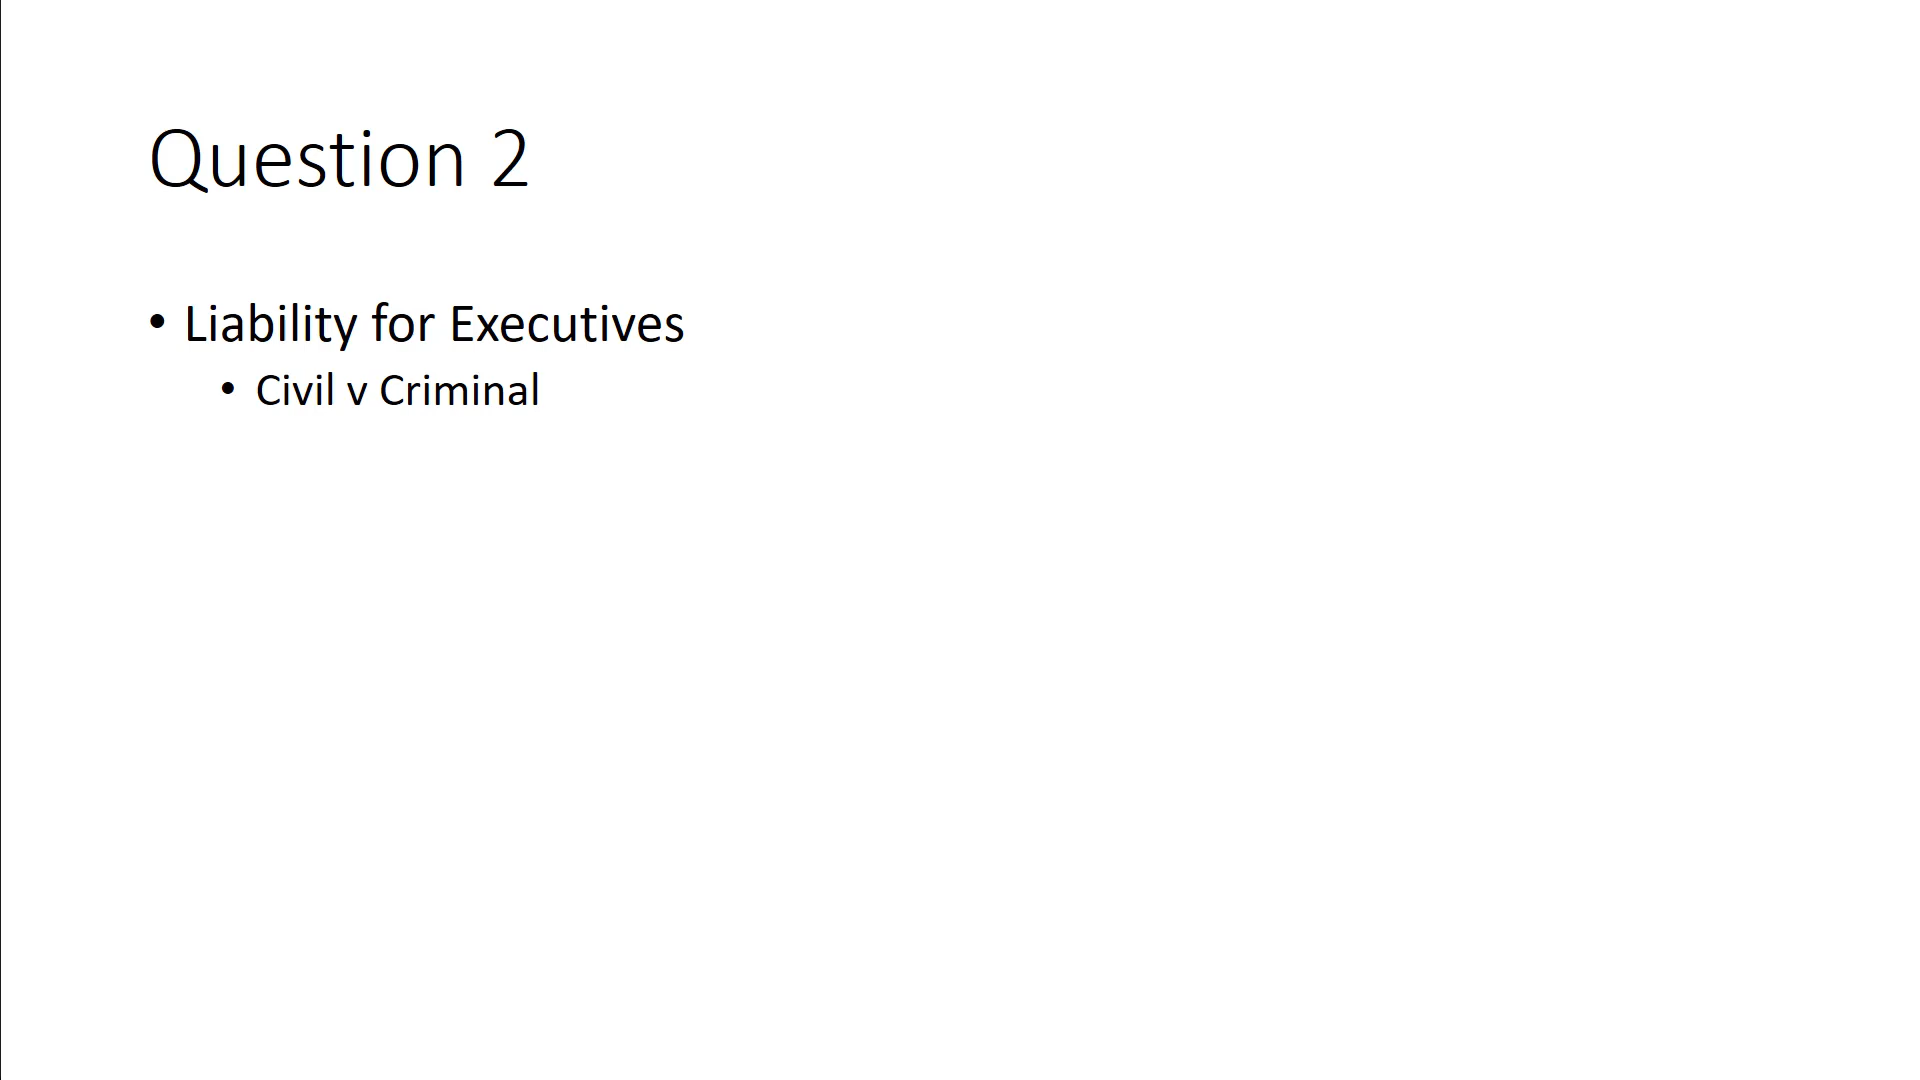 Question 2
• Liability for Executives
• Civil v Criminal